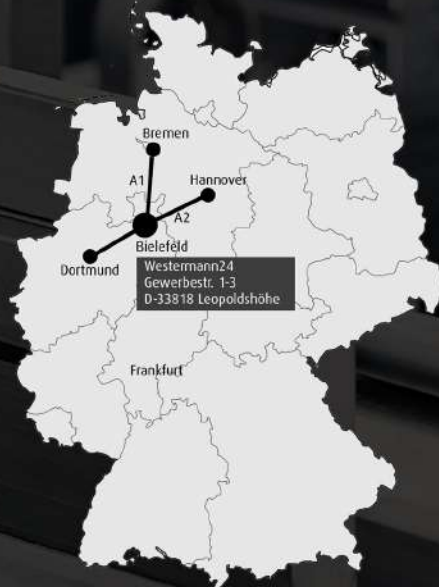 Bremen
A1
Hannover
A2
Bielefeld
Dortmund
Westermann24
Gewerbestr. 1-3
D-33818 Leopoldshöhe
Frankfurt